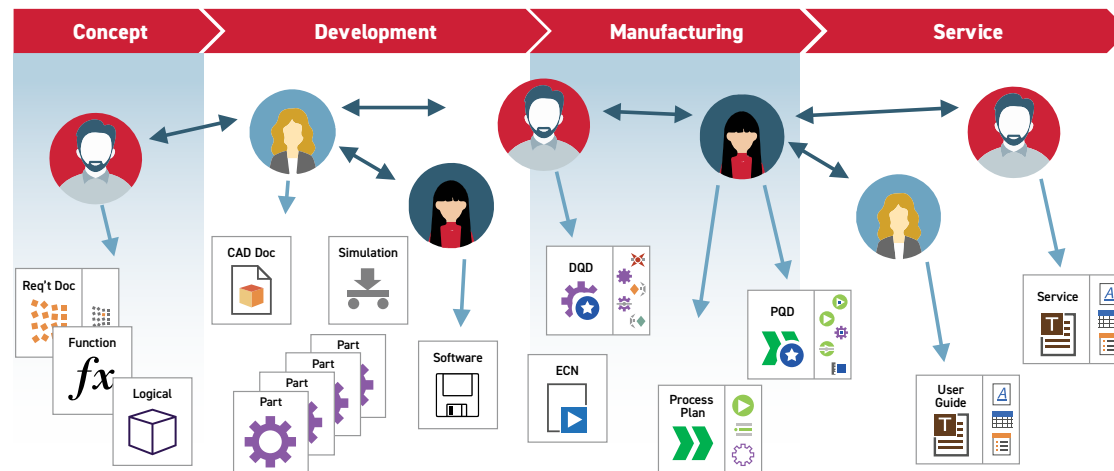 Concept
Development
Manufacturing
Service
Req't Doc
Function
fx
Logical
CAD Doc
Simulation
Part
Part
Part
Part
Software
DQD
ECN
Process
Plan
PQD
User
Guide
T
A
Service
T
A